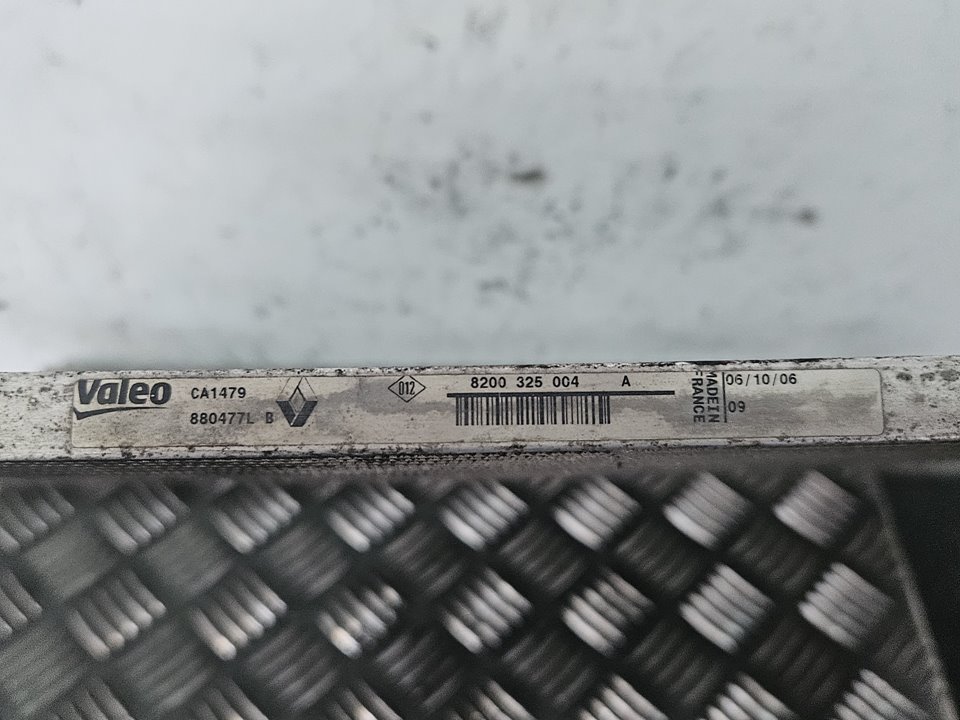 Valeo
CA1479
880477L B
012
8200 325 004 A
MADE IN
FRANCE
06/10/06
09